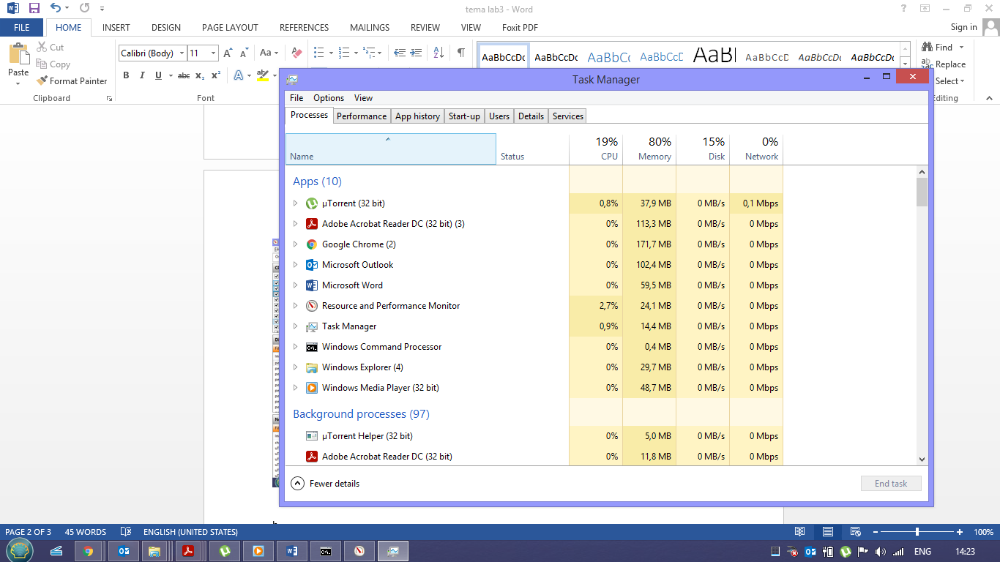 tema lab3 - Word
FILE HOME INSERT DESIGN PAGE LAYOUT REFERENCES MAILINGS REVIEW VIEW Foxit PDF Sign in
Paste
Cut
Copy
Format Painter
Clipboard
Calibri (Body) 11
Font
AaBbCcDc AaBbCcDc AaBbCc AaBbCcD AaBl AaBbCcD AaBbCcDc AaBbCcDc
Find
Replace
Select
Editing
Task Manager
File Options View
Processes Performance App history Start-up Users Details Services
19% 80% 15% 0%
Name Status CPU Memory Disk Network
Apps (10)
µTorrent (32 bit) 0,8% 37,9 MB 0 MB/s 0,1 Mbps
Adobe Acrobat Reader DC (32 bit) (3) 0% 113,3 MB 0 MB/s 0 Mbps
Google Chrome (2) 0% 171,7 MB 0 MB/s 0 Mbps
Microsoft Outlook 0% 102,4 MB 0 MB/s 0 Mbps
Microsoft Word 0% 59,5 MB 0 MB/s 0 Mbps
Resource and Performance Monitor 2,7% 24,1 MB 0 MB/s 0 Mbps
Task Manager 0,9% 14,4 MB 0 MB/s 0 Mbps
Windows Command Processor 0% 0,4 MB 0 MB/s 0 Mbps
Windows Explorer (4) 0% 29,7 MB 0 MB/s 0 Mbps
Windows Media Player (32 bit) 0% 48,7 MB 0 MB/s 0 Mbps
Background processes (97)
µTorrent Helper (32 bit) 0% 5,0 MB 0 MB/s 0 Mbps
Adobe Acrobat Reader DC (32 bit) 0% 11,8 MB 0 MB/s 0 Mbps
Fewer details End task
PAGE 2 OF 3 45 WORDS ENGLISH (UNITED STATES) 100%
ENG 14:23